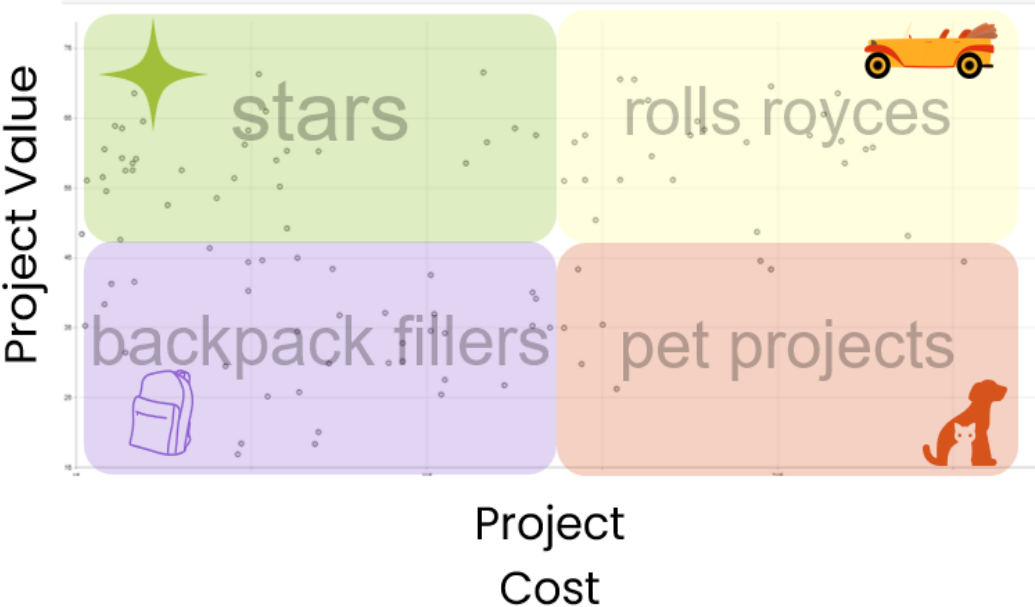 Project Value
stars
rolls royces
backpack fillers
pet projects
Project
Cost